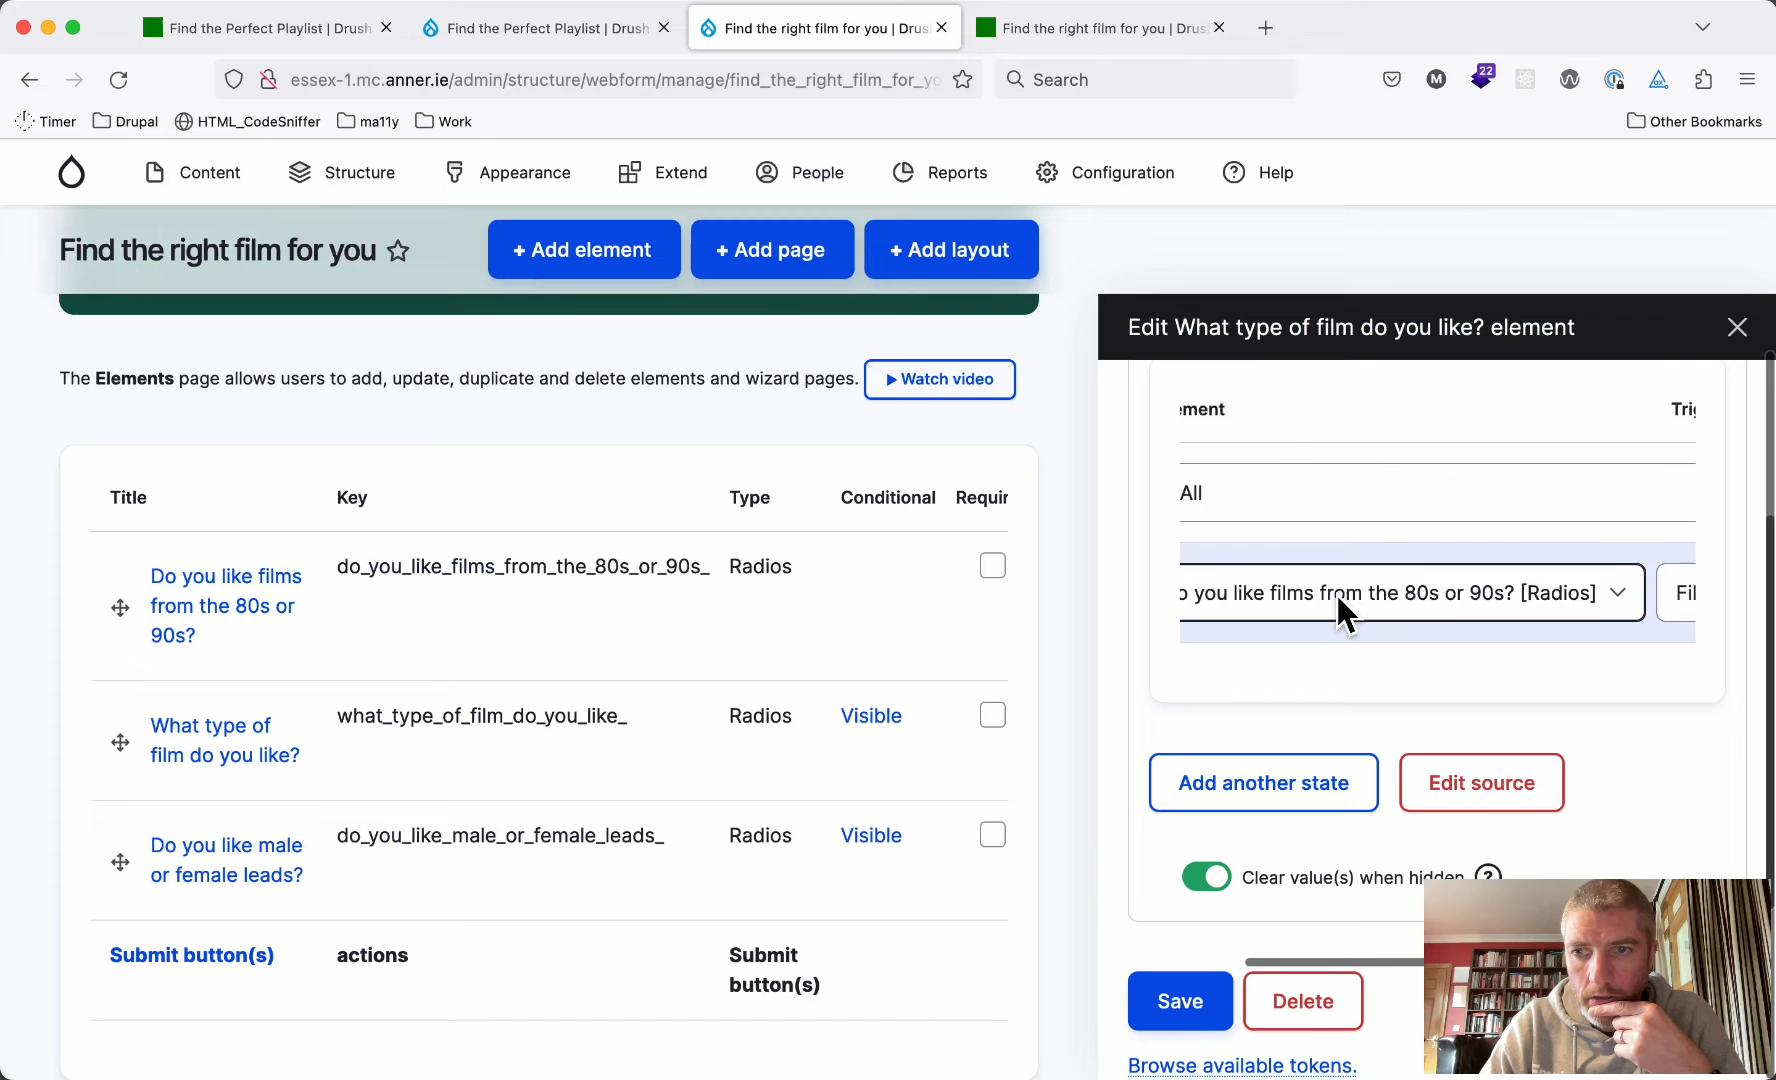 Find the Perfect Playlist | Drush
Find the Perfect Playlist | Drush
Find the right film for you | Drus
Find the right film for you | Drus
essex-1.mc.anner.ie/admin/structure/webform/manage/find_the_right_film_for_yo
Search
M
22
Timer
Drupal
HTML_CodeSniffer
ma11y
Work
Other Bookmarks
Content
Structure
Appearance
Extend
People
Reports
Configuration
Help
Find the right film for you
+ Add element
+ Add page
+ Add layout
The Elements page allows users to add, update, duplicate and delete elements and wizard pages.
Watch video
Title Key Type Conditional Requir
Do you like films
from the 80s or
90s?
do_you_like_films_from_the_80s_or_90s_ Radios
What type of
film do you like?
what_type_of_film_do_you_like_ Radios Visible
Do you like male
or female leads?
do_you_like_male_or_female_leads_ Radios Visible
Submit button(s) actions Submit
button(s)
Edit What type of film do you like? element
ement Trig
All
o you like films from the 80s or 90s? [Radios] Fil
Add another state
Edit source
Clear value(s) when hidden ?
Save
Delete
Browse available tokens.